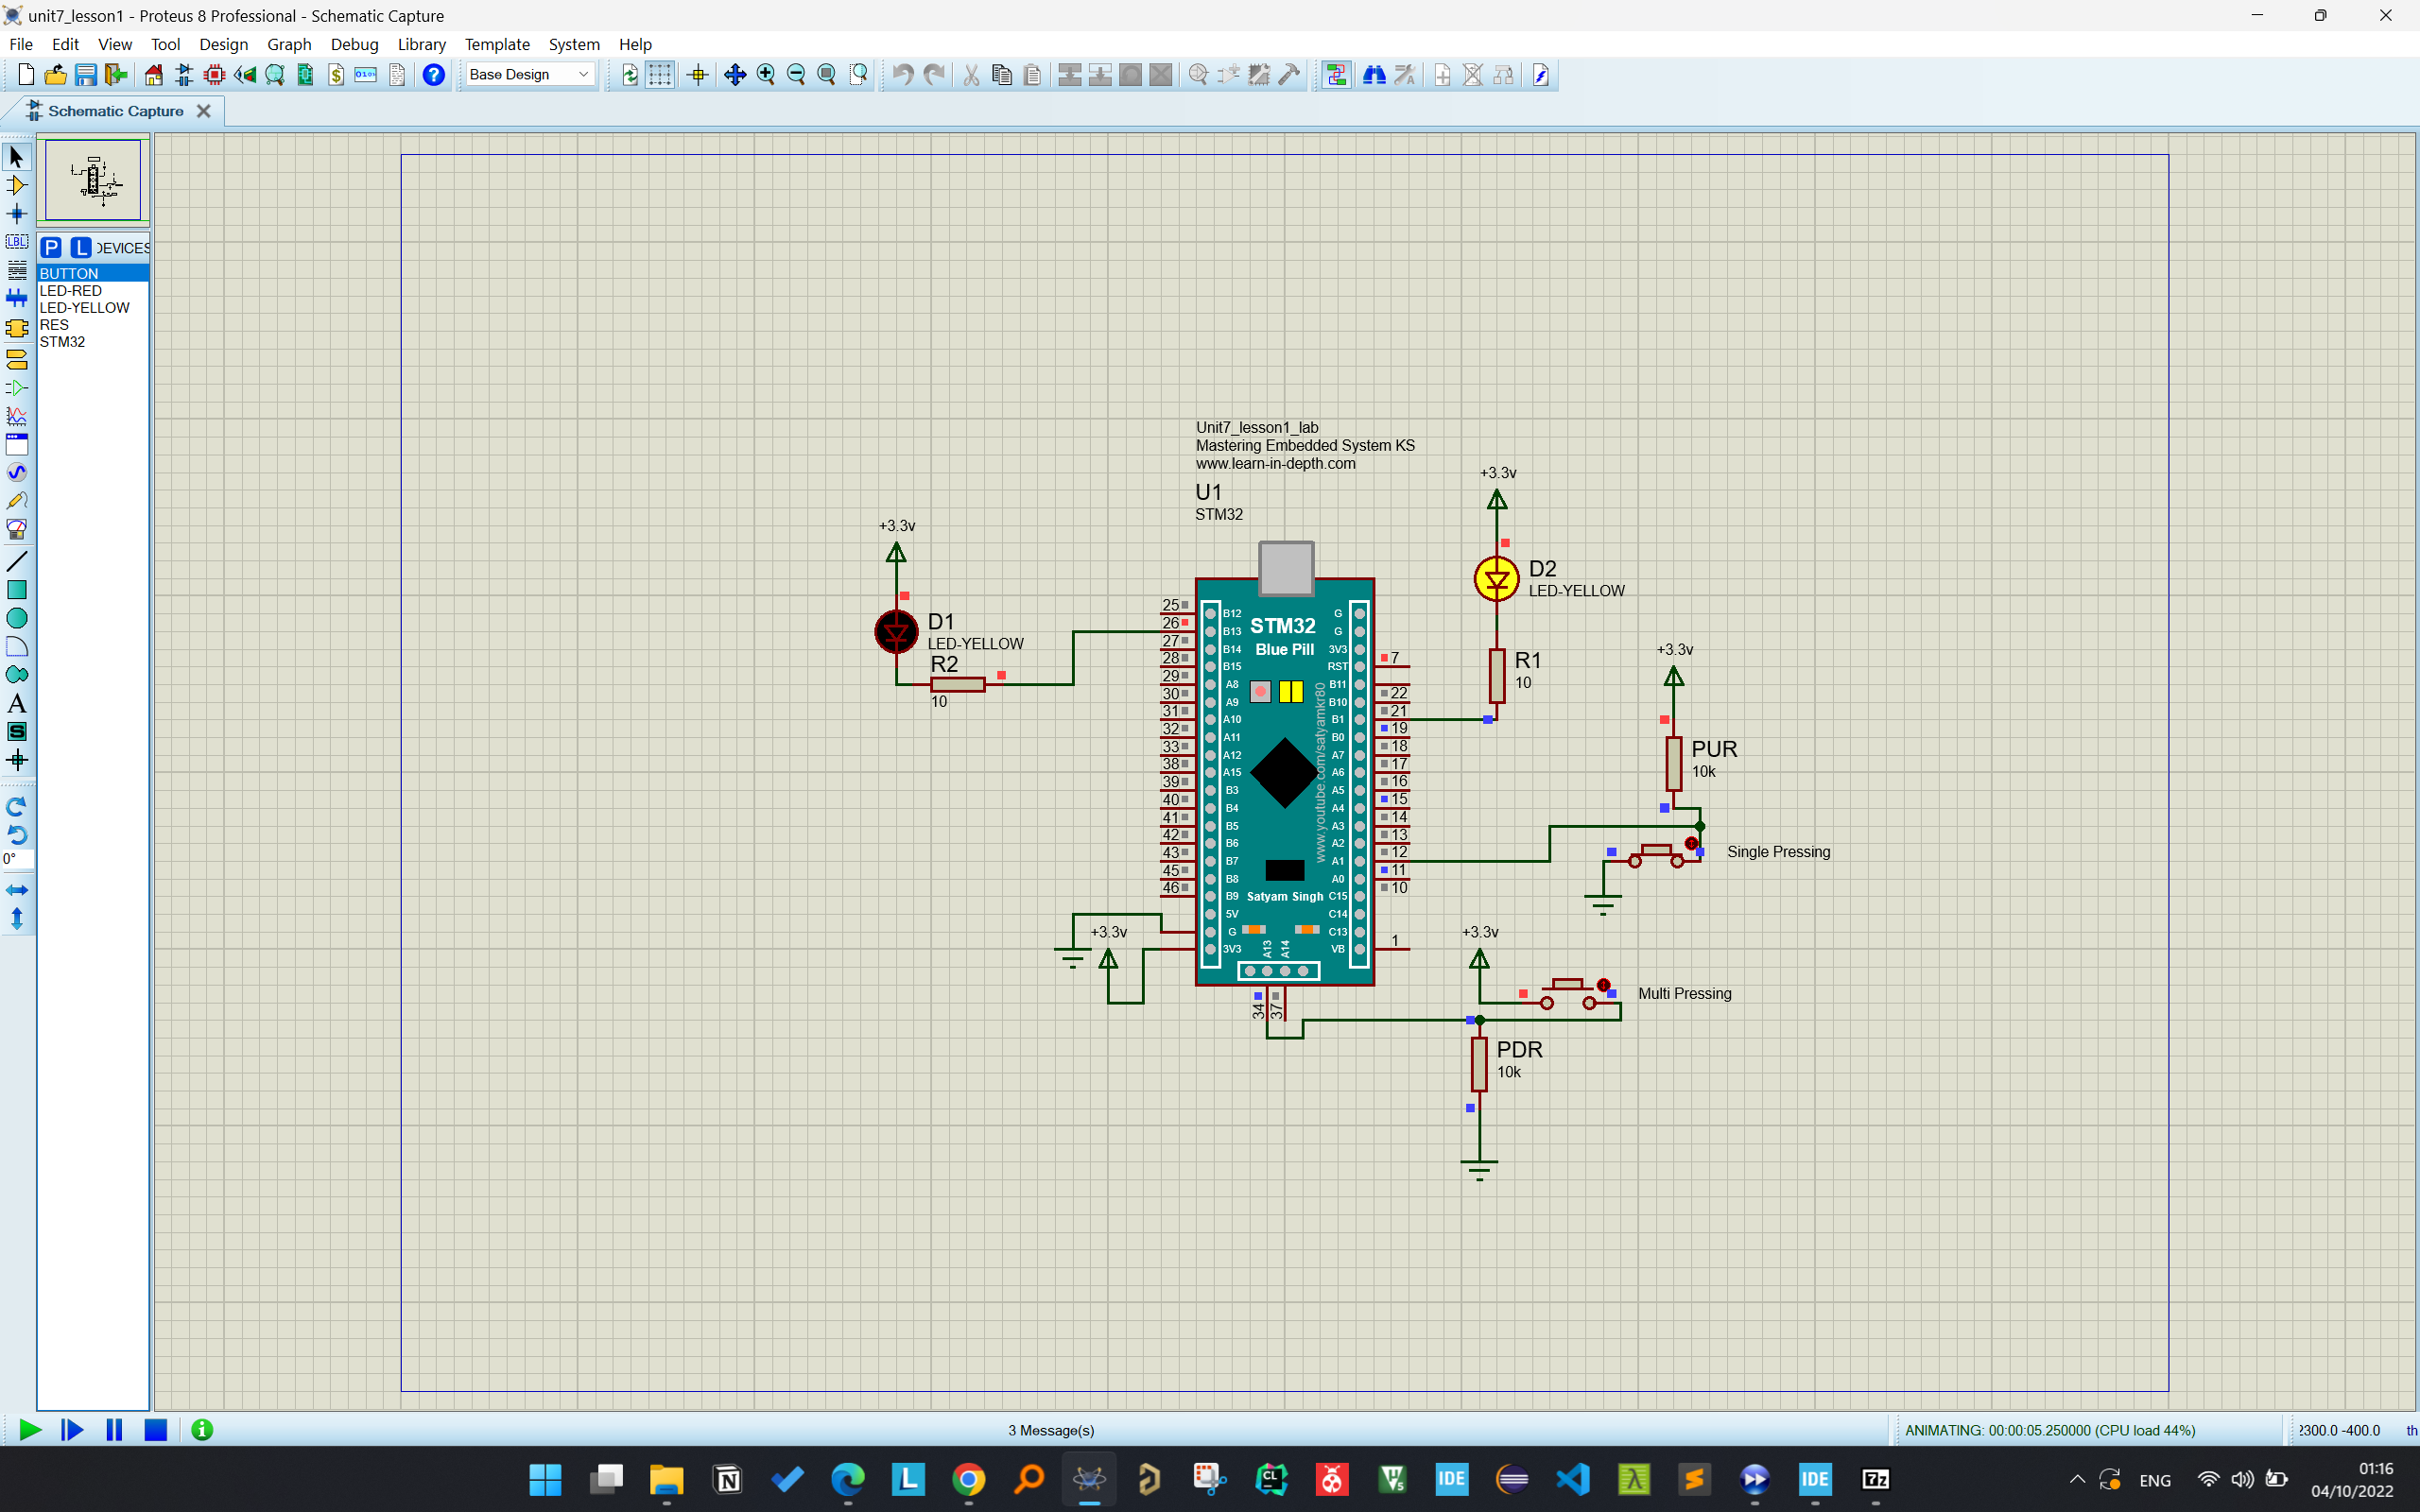 unit7_lesson1 - Proteus 8 Professional - Schematic Capture
File Edit View Tool Design Graph Debug Library Template System Help
Base Design
Schematic Capture
P L DEVICES
BUTTON
LED-RED
LED-YELLOW
RES
STM32
LBL
A
S
0°
Unit7_lesson1_lab
Mastering Embedded System KS
www.learn-in-depth.com
U1
STM32
+3.3v
D1
LED-YELLOW
R2
10
+3.3v
D2
LED-YELLOW
R1
10
+3.3v
PUR
10k
Single Pressing
+3.3v
Multi Pressing
PDR
10k
+3.3v
STM32
Blue Pill
www.youtube.com/satyamkr80
Satyam Singh
25 B12
26 B13
27 B14
28 B15
29 A8
30 A9
31 A10
32 A11
33 A12
38 A15
39 B3
40 B4
41 B5
42 B6
43 B7
45 B8
46 B9
5V
G
3V3
G
G
3V3
RST 7
B11
B10 22
B1 21
B0 19
A7 18
A6 17
A5 16
A4 15
A3 14
A2 13
A1 12
A0 11
C15 10
C14
C13
VB 1
A13 A14
34 37
3 Message(s)
ANIMATING: 00:00:05.250000 (CPU load 44%)
2300.0 -400.0 th
N
L
CL
V5
IDE
IDE
7z
ENG
01:16
04/10/2022